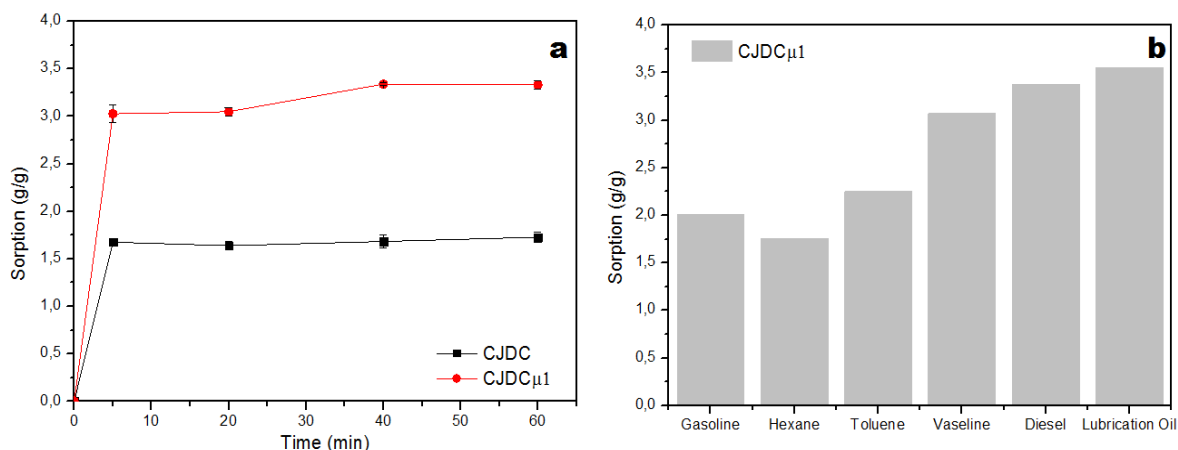 a
Sorption (g/g)
4,0
3,5
3,0
2,5
2,0
1,5
1,0
0,5
0,0
CJDC
CJDCµ1
0 10 20 30 40 50 60
Time (min)
b
Sorption (g/g)
4,0
3,5
3,0
2,5
2,0
1,5
1,0
0,5
0,0
CJDCµ1
Gasoline Hexane Toluene Vaseline Diesel Lubrication Oil